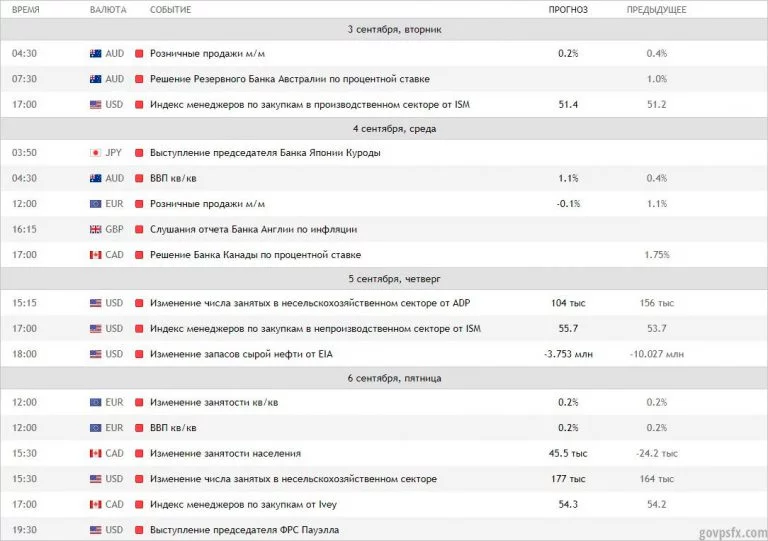 ВРЕМЯ ВАЛЮТА СОБЫТИЕ ПРОГНОЗ ПРЕДЫДУЩЕЕ
3 сентября, вторник
04:30 AUD Розничные продажи м/м 0.2% 0.4%
07:30 AUD Решение Резервного Банка Австралии по процентной ставке 1.0%
17:00 USD Индекс менеджеров по закупкам в производственном секторе от ISM 51.4 51.2
4 сентября, среда
03:50 JPY Выступление председателя Банка Японии Куроды
04:30 AUD ВВП кв/кв 1.1% 0.4%
12:00 EUR Розничные продажи м/м -0.1% 1.1%
16:15 GBP Слушания отчета Банка Англии по инфляции
17:00 CAD Решение Банка Канады по процентной ставке 1.75%
5 сентября, четверг
15:15 USD Изменение числа занятых в несельскохозяйственном секторе от ADP 104 тыс 156 тыс
17:00 USD Индекс менеджеров по закупкам в непроизводственном секторе от ISM 55.7 53.7
18:00 USD Изменение запасов сырой нефти от EIA -3.753 млн -10.027 млн
6 сентября, пятница
12:00 EUR Изменение занятости кв/кв 0.2% 0.2%
12:00 EUR ВВП кв/кв 0.2% 0.2%
15:30 CAD Изменение занятости населения 45.5 тыс -24.2 тыс
15:30 USD Изменение числа занятых в несельскохозяйственном секторе 177 тыс 164 тыс
17:00 CAD Индекс менеджеров по закупкам от Ivey 54.3 54.2
19:30 USD Выступление председателя ФРС Пауэлла
govpsfx.com